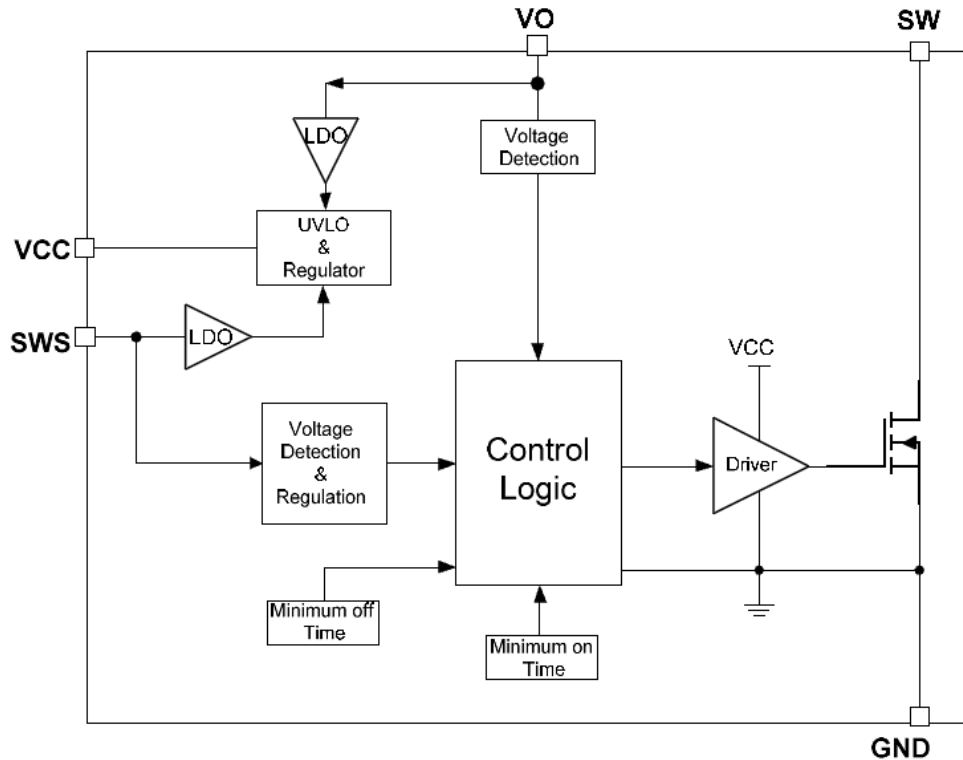 VO
SW
LDO
Voltage
Detection
UVLO
&
Regulator
VCC
SWS
LDO
VCC
Voltage
Detection
&
Regulation
Control
Logic
Driver
Minimum off
Time
Minimum on
Time
GND